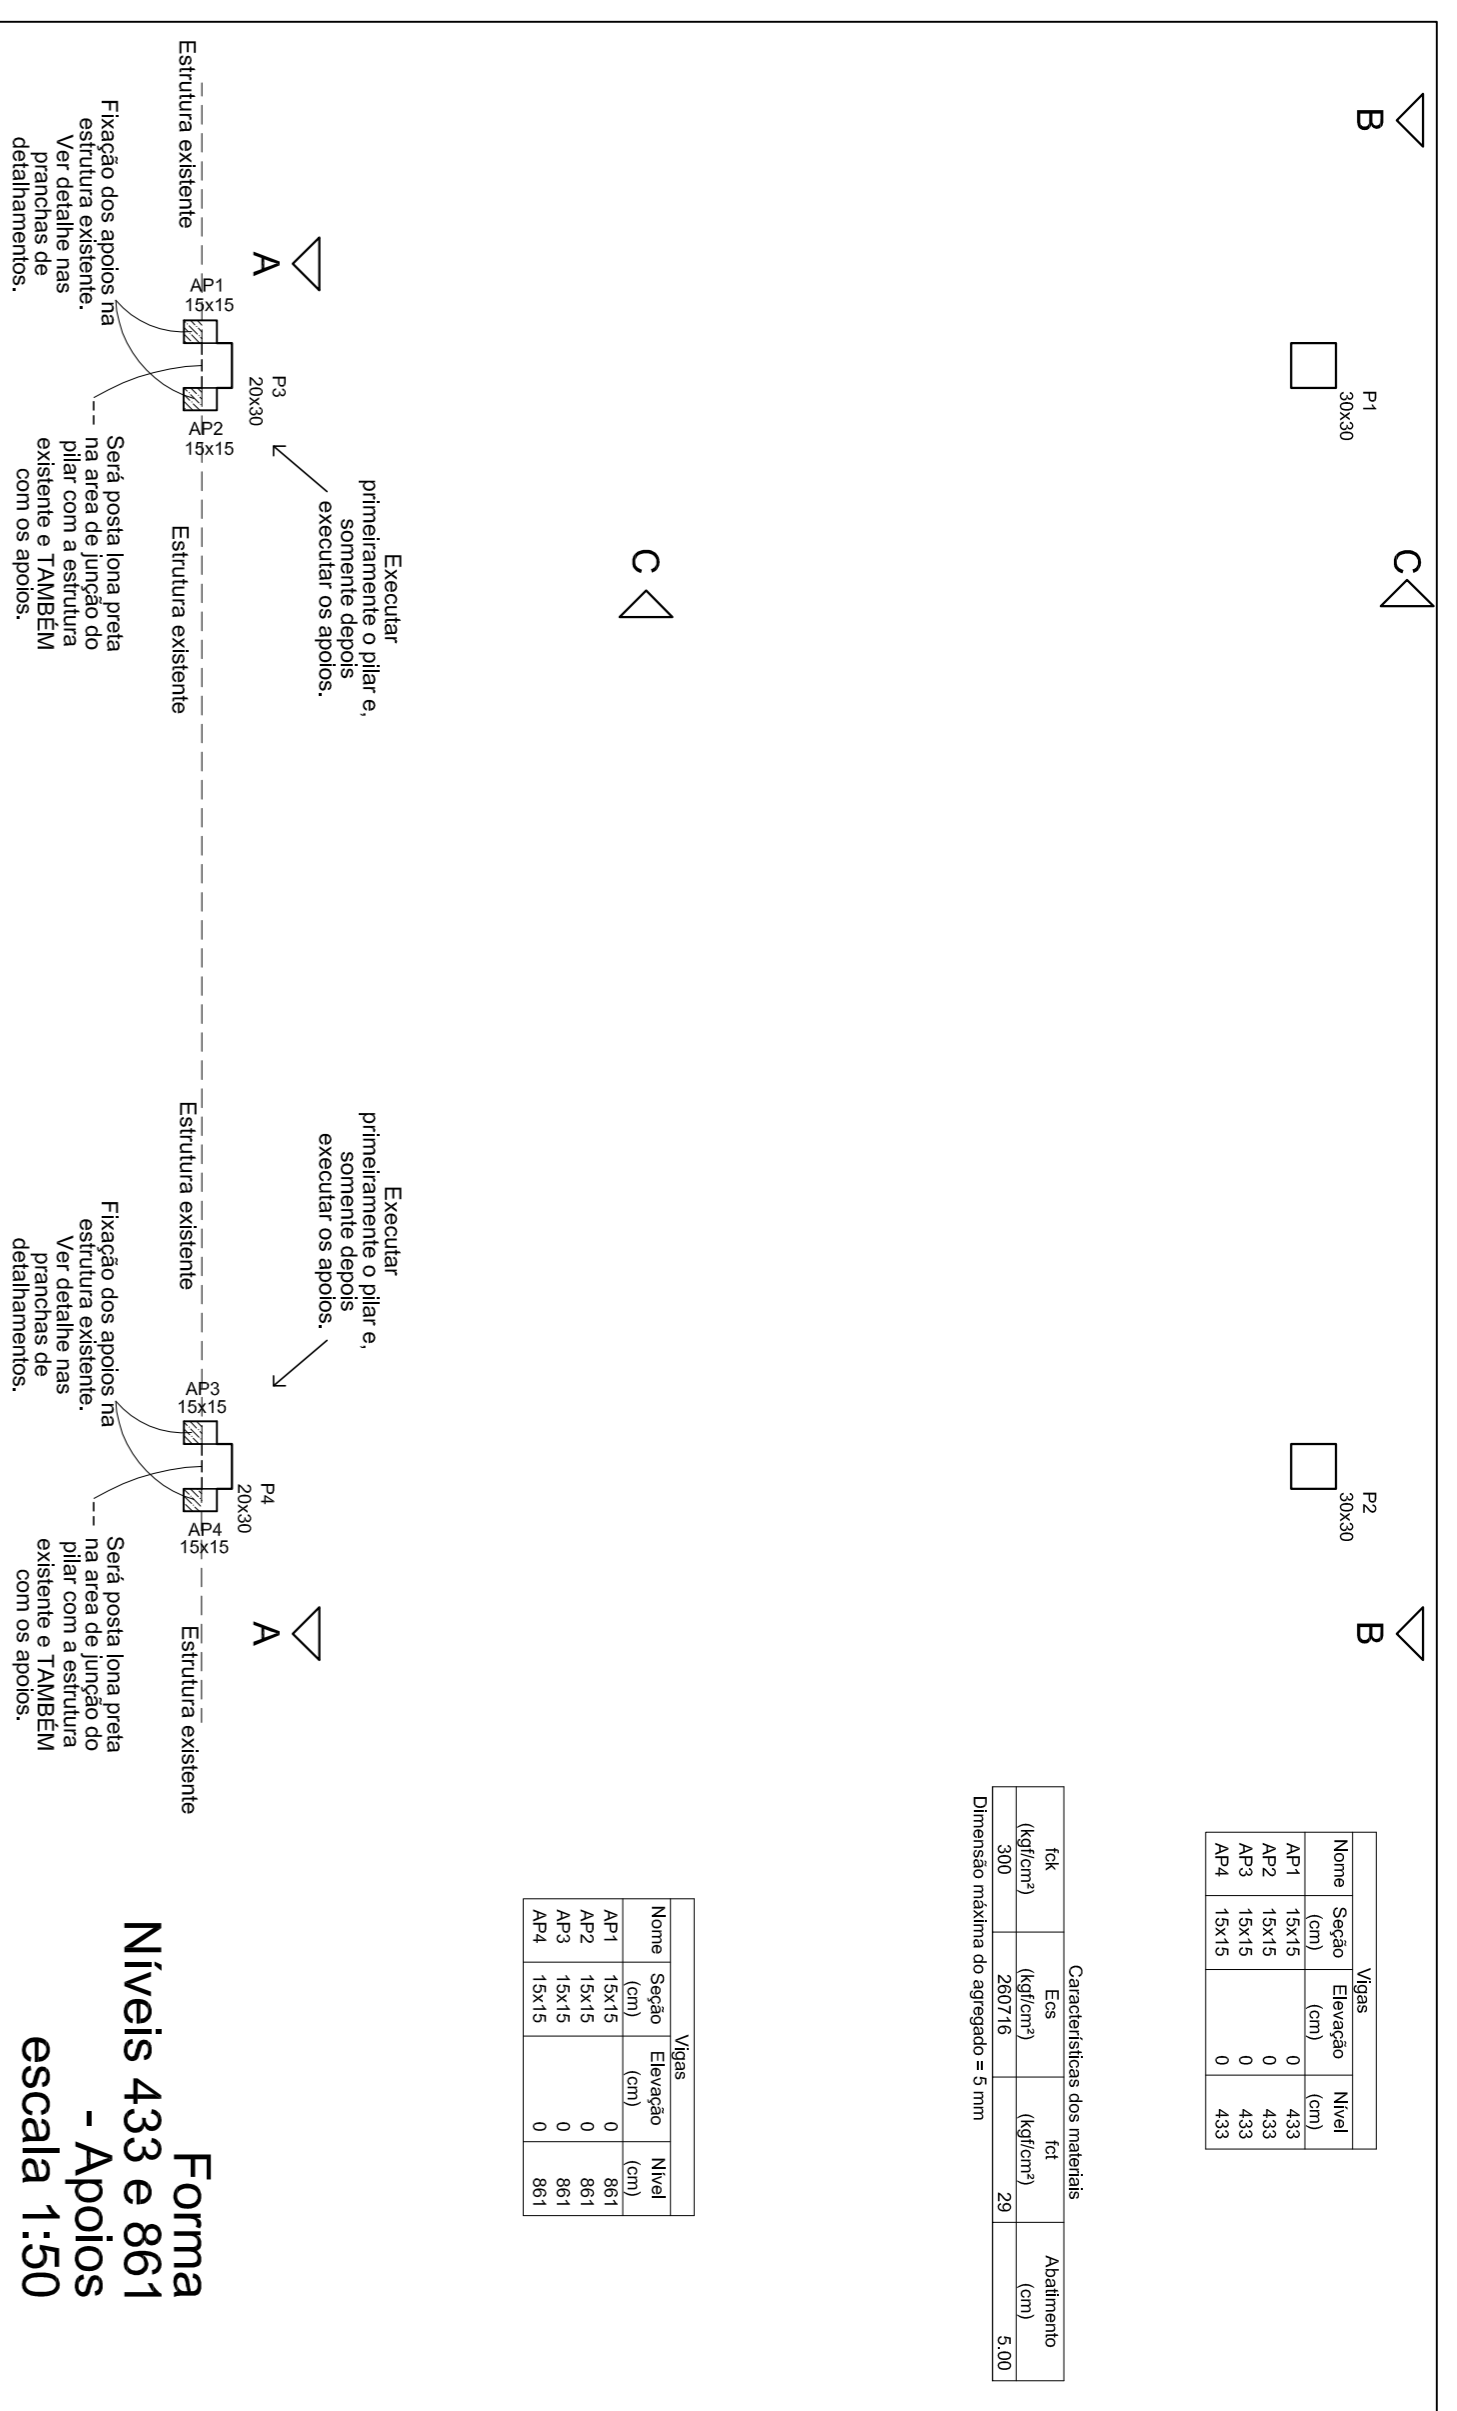 B
B
C
P1
30x30
P2
30x30
Vigas
Nome Seção (cm) Elevação (cm) Nível (cm)
AP1 15x15 0 433
AP2 15x15 0 433
AP3 15x15 0 433
AP4 15x15 0 433
Características dos materiais
fck (kgf/cm²) Ecs (kgf/cm²) fct (kgf/cm²) Abatimento (cm)
300 260716 29 5.00
Dimensão máxima do agregado = 5 mm
C
Vigas
Nome Seção (cm) Elevação (cm) Nível (cm)
AP1 15x15 0 861
AP2 15x15 0 861
AP3 15x15 0 861
AP4 15x15 0 861
Executar
primeiramente o pilar e,
somente depois
executar os apoios.
Executar
primeiramente o pilar e,
somente depois
executar os apoios.
A
A
P3
20x30
P4
20x30
AP1
15x15
AP2
15x15
AP3
15x15
AP4
15x15
Estrutura existente
Estrutura existente
Estrutura existente
Estrutura existente
Fixação dos apoios na
estrutura existente.
Ver detalhe nas
pranchas de
detalhamentos.
Será posta lona preta
na area de junção do
pilar com a estrutura
existente e TAMBÉM
com os apoios.
Fixação dos apoios na
estrutura existente.
Ver detalhe nas
pranchas de
detalhamentos.
Será posta lona preta
na area de junção do
pilar com a estrutura
existente e TAMBÉM
com os apoios.
Forma
Níveis 433 e 861
- Apoios
escala 1:50